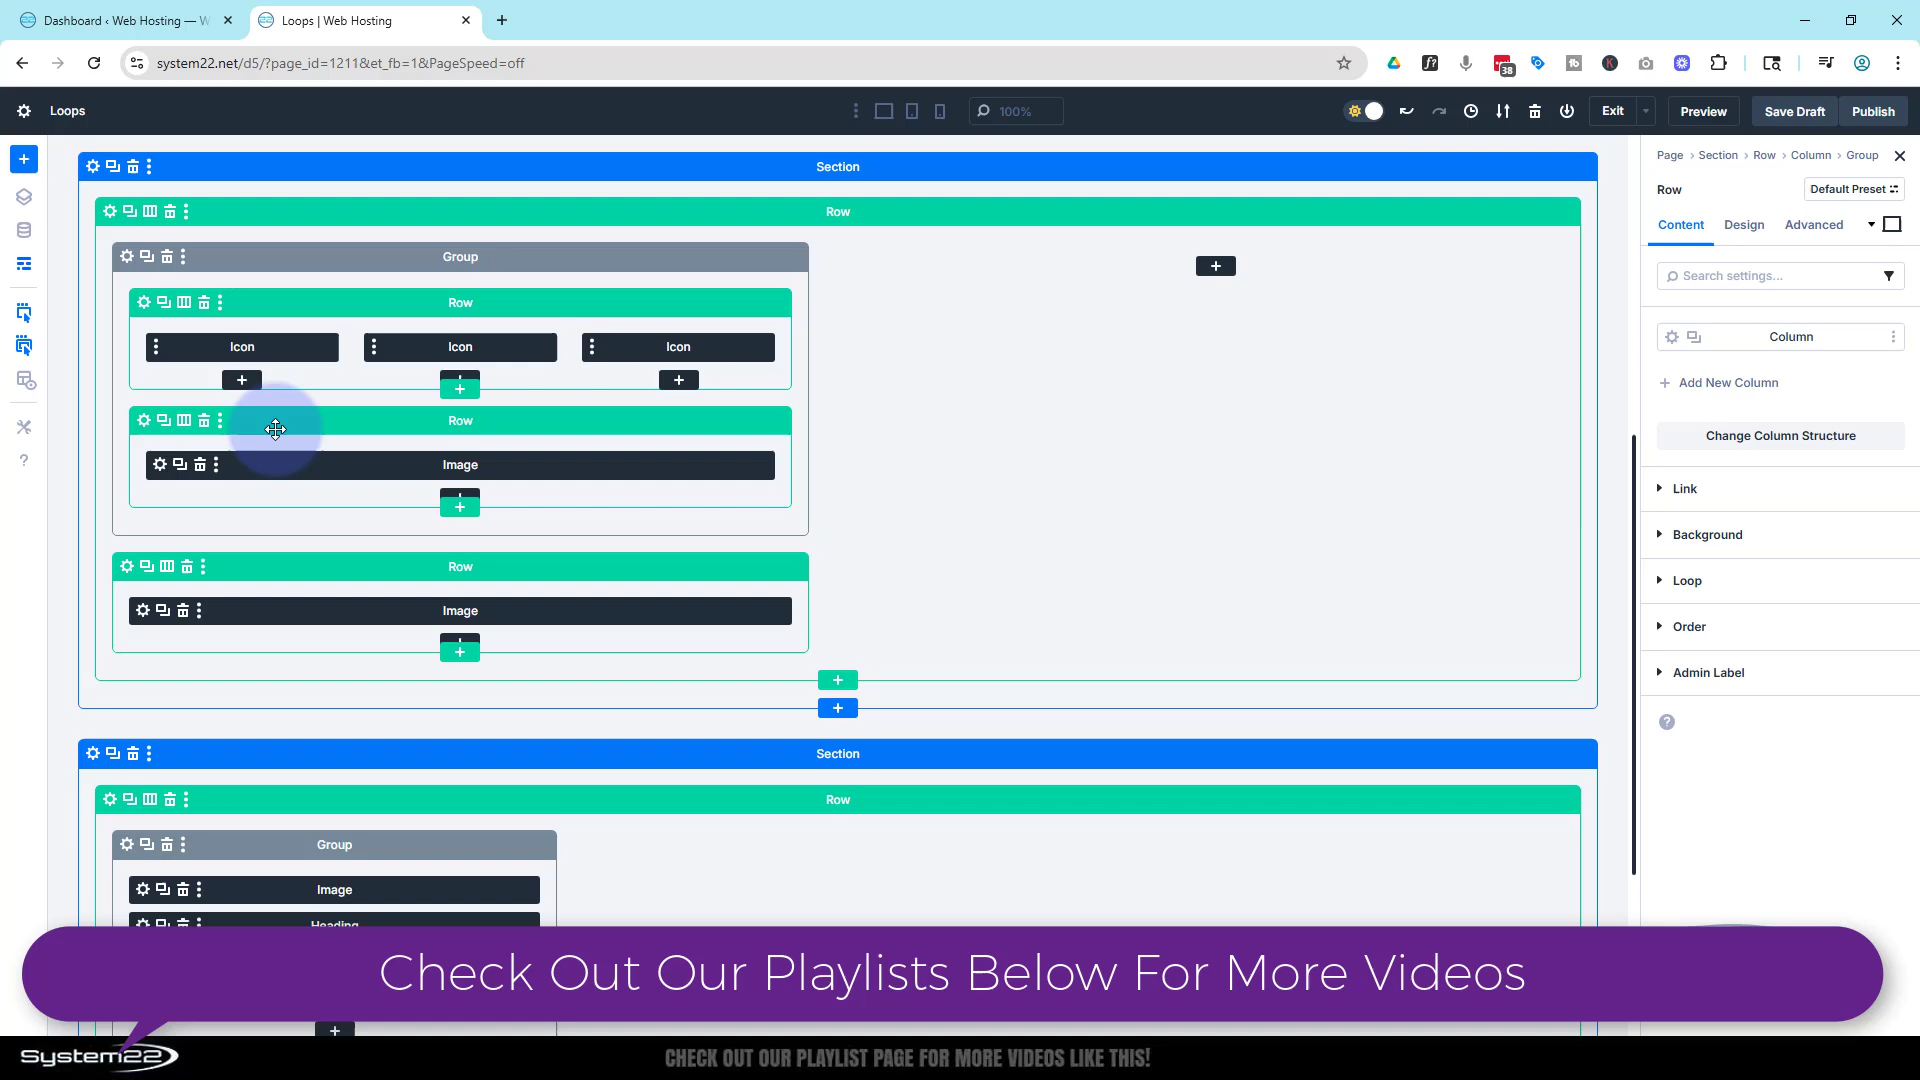 Dashboard ‹ Web Hosting — W
Loops | Web Hosting
system22.net/d5/?page_id=1211&et_fb=1&PageSpeed=off
38
Loops
100%
Exit
Preview
Save Draft
Publish
Section
Row
Group
Row
Icon
Icon
Icon
Row
Image
Row
Image
Section
Row
Group
Image
Heading
Page
Section
Row
Column
Group
Row
Default Preset
Content
Design
Advanced
Search settings...
Column
Add New Column
Change Column Structure
Link
Background
Loop
Order
Admin Label
Check Out Our Playlists Below For More Videos
System22
CHECK OUT OUR PLAYLIST PAGE FOR MORE VIDEOS LIKE THIS!